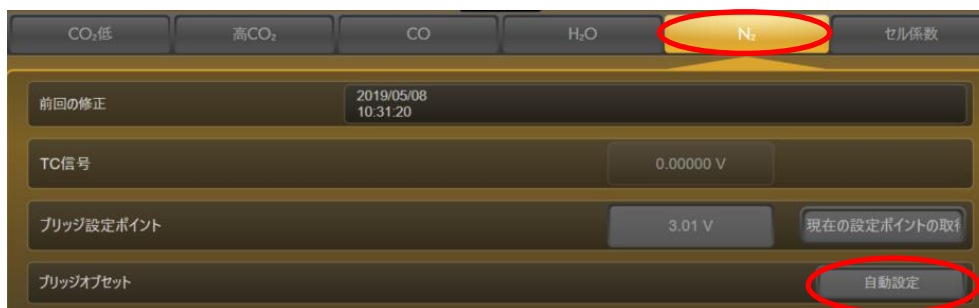 CO₂低
高CO₂
CO
H₂O
N₂
セル係数
前回の修正
2019/05/08
10:31:20
TC信号
0.00000 V
ブリッジ設定ポイント
3.01 V
現在の設定ポイントの取
ブリッジオブセット
自動設定